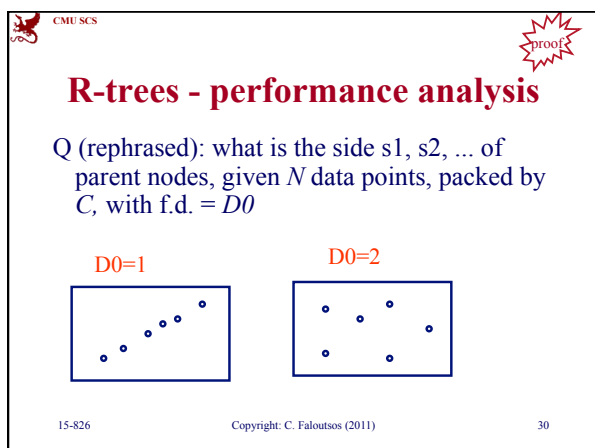 CMU SCS
proof
R-trees - performance analysis
Q (rephrased): what is the side s1, s2, ... of
parent nodes, given N data points, packed by
C, with f.d. = D0
D0=1
D0=2
15-826
Copyright: C. Faloutsos (2011)
30